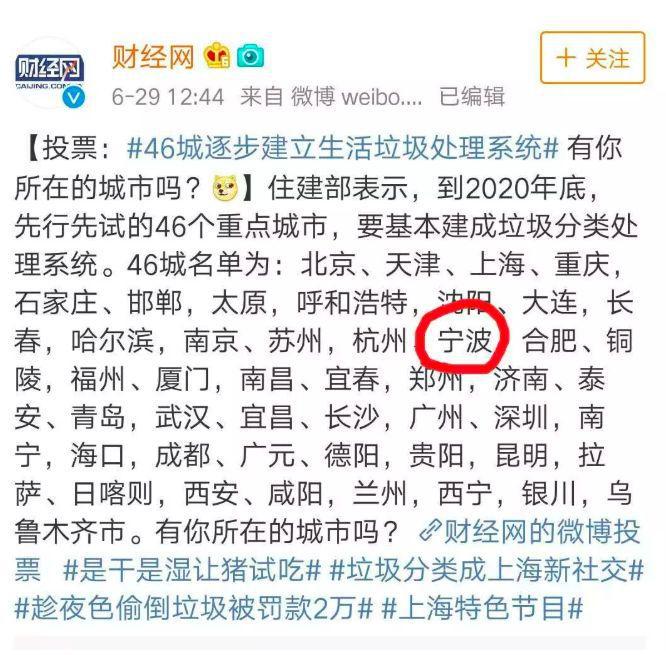 财经网
财经网
CAIJING.COM
V
+ 关注
6-29 12:44 来自 微博 weibo.... 已编辑
【投票：#46城逐步建立生活垃圾处理系统# 有你
所在的城市吗？】住建部表示，到2020年底，
先行先试的46个重点城市，要基本建成垃圾分类处
理系统。46城名单为：北京、天津、上海、重庆，
石家庄、邯郸，太原，呼和浩特，沈阳、大连，长
春，哈尔滨，南京、苏州，杭州、宁波，合肥、铜
陵，福州、厦门，南昌、宜春，郑州，济南、泰
安、青岛，武汉、宜昌、长沙，广州、深圳，南
宁，海口，成都、广元、德阳，贵阳，昆明，拉
萨、日喀则，西安、咸阳，兰州，西宁，银川，乌
鲁木齐市。有你所在的城市吗？ 财经网的微博投
票 #是干是湿让猪试吃# #垃圾分类成上海新社交#
#趁夜色偷倒垃圾被罚款2万# #上海特色节目#